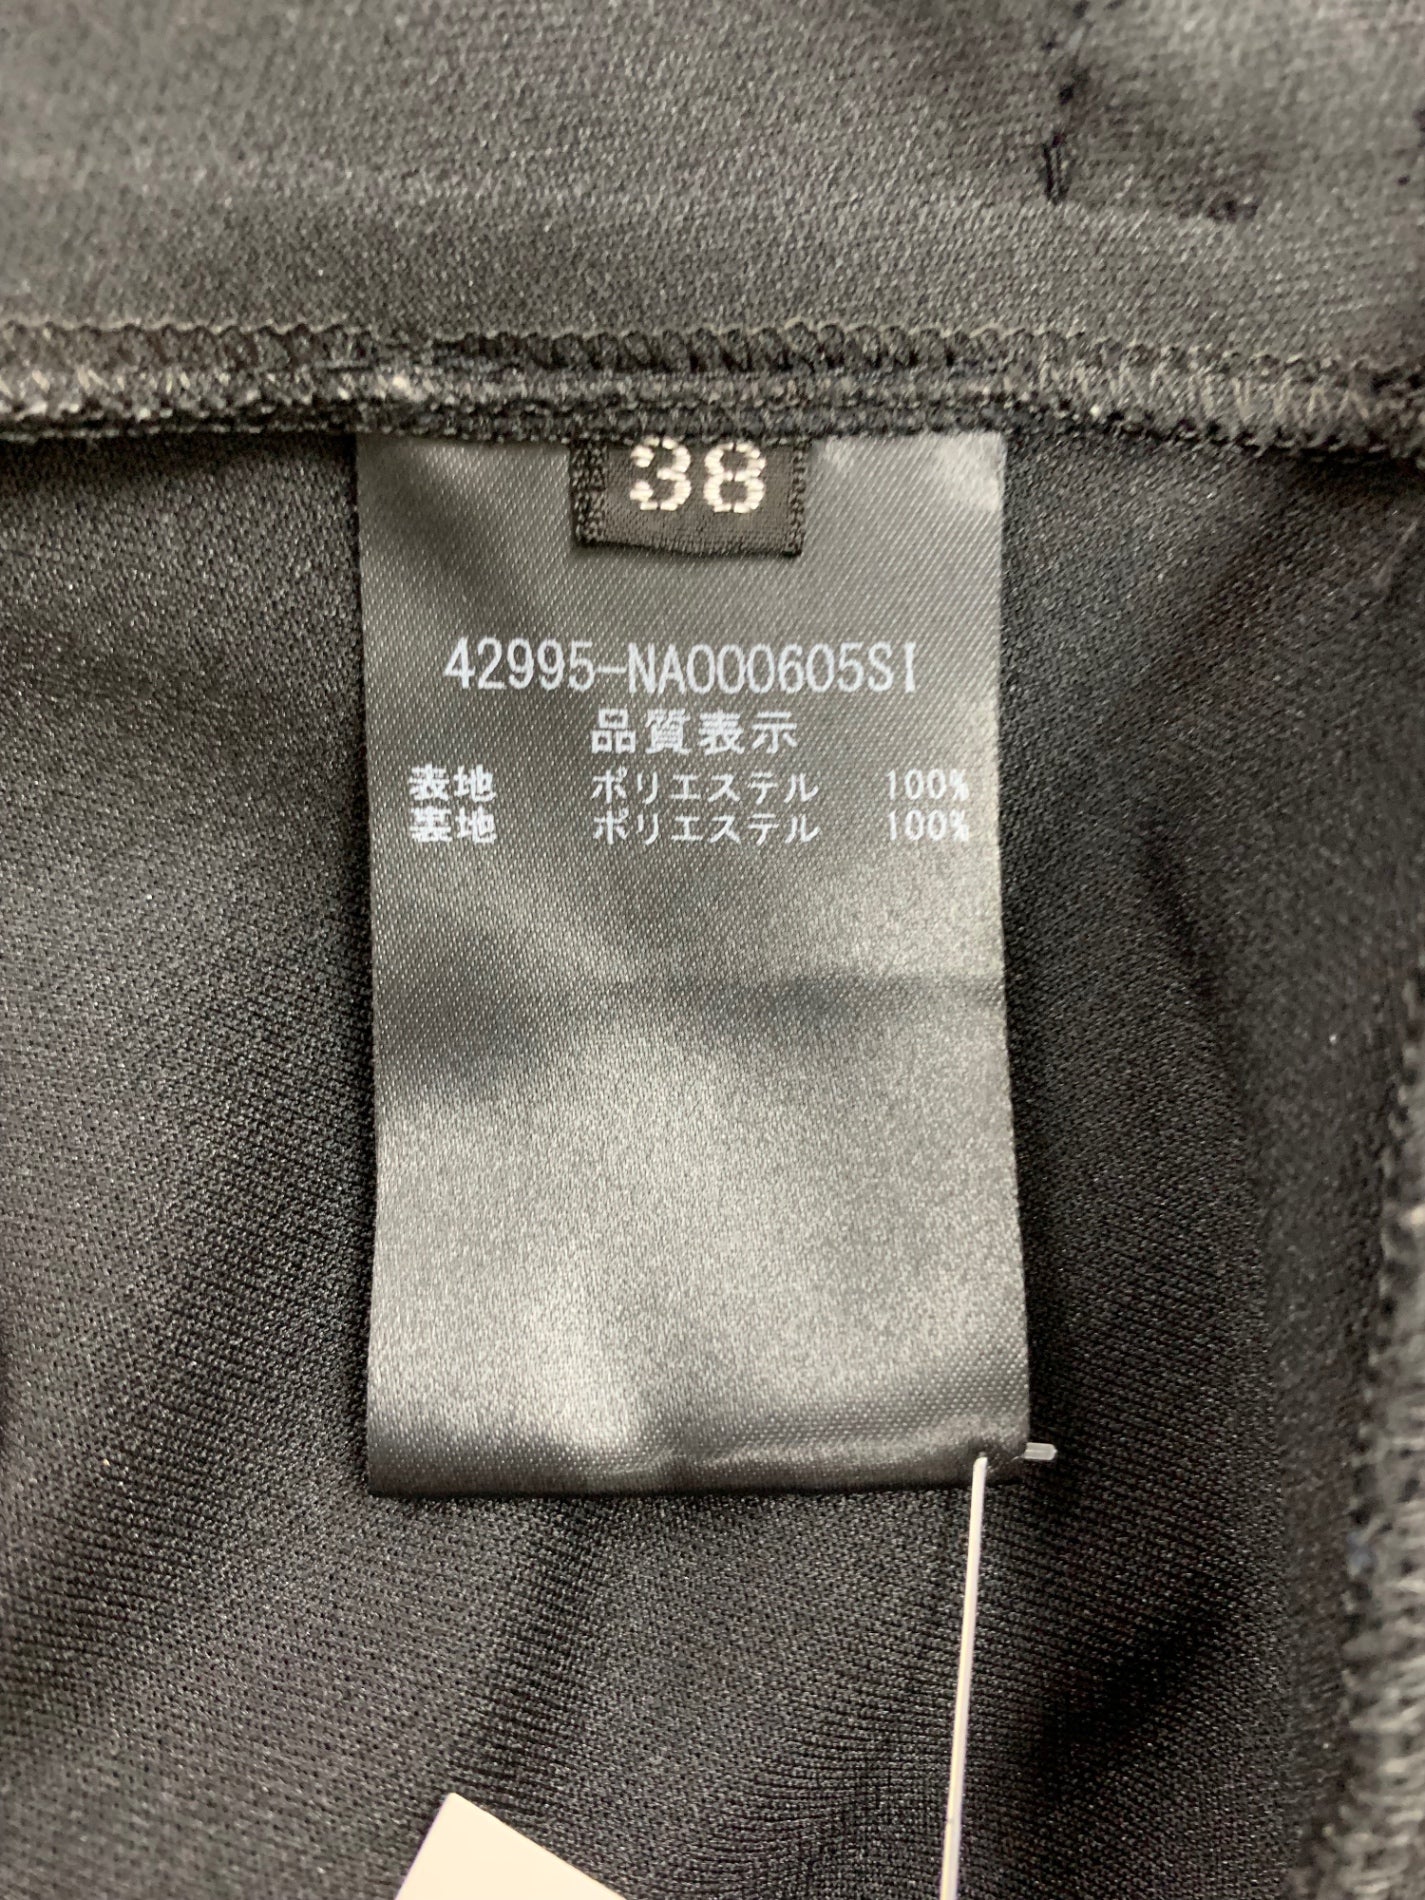 38
42995-NA000605SI
品質表示
表地 ポリエステル 100%
裏地 ポリエステル 100%